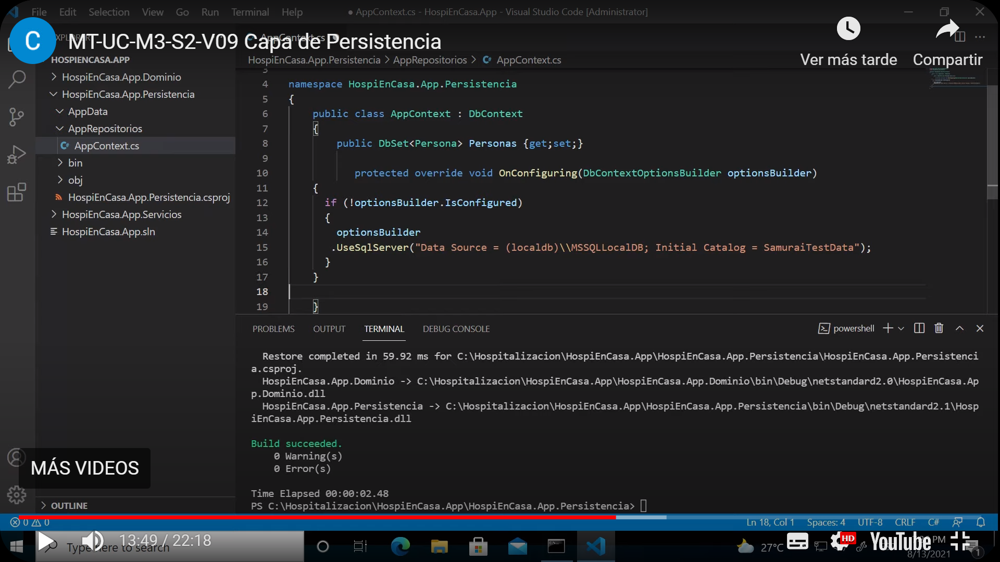 File Edit Selection View Go Run Terminal Help
● AppContext.cs - HospiEnCasa.App - Visual Studio Code [Administrator]
C
MT-UC-M3-S2-V09 Capa de Persistencia
AppContext.cs
Ver más tarde
Compartir
HOSPIENCASA.APP
HospiEnCasa.App.Dominio
HospiEnCasa.App.Persistencia
AppData
AppRepositorios
AppContext.cs
bin
obj
HospiEnCasa.App.Persistencia.csproj
HospiEnCasa.App.Servicios
HospiEnCasa.App.sln
OUTLINE
HospiEnCasa.App.Persistencia > AppRepositorios > AppContext.cs
3
4 namespace HospiEnCasa.App.Persistencia
5 {
6 public class AppContext : DbContext
7 {
8 public DbSet<Persona> Personas {get;set;}
9
10 protected override void OnConfiguring(DbContextOptionsBuilder optionsBuilder)
11 {
12 if (!optionsBuilder.IsConfigured)
13 {
14 optionsBuilder
15 .UseSqlServer("Data Source = (localdb)\\MSSQLLocalDB; Initial Catalog = SamuraiTestData");
16 }
17 }
18
19 }
PROBLEMS OUTPUT TERMINAL DEBUG CONSOLE
powershell
Restore completed in 59.92 ms for C:\Hospitalizacion\HospiEnCasa.App\HospiEnCasa.App.Persistencia\HospiEnCasa.App.Persistenci
a.csproj.
HospiEnCasa.App.Dominio -> C:\Hospitalizacion\HospiEnCasa.App\HospiEnCasa.App.Dominio\bin\Debug\netstandard2.0\HospiEnCasa.Ap
p.Dominio.dll
HospiEnCasa.App.Persistencia -> C:\Hospitalizacion\HospiEnCasa.App\HospiEnCasa.App.Persistencia\bin\Debug\netstandard2.1\Hosp
iEnCasa.App.Persistencia.dll
Build succeeded.
0 Warning(s)
0 Error(s)
Time Elapsed 00:00:02.48
PS C:\Hospitalizacion\HospiEnCasa.App\HospiEnCasa.App.Persistencia>
MÁS VIDEOS
0 0
Ln 18, Col 1 Spaces: 4 UTF-8 CRLF C#
13:49 / 22:18
Type here to search
27°C
HD
YouTube
PM
8/13/2021
1